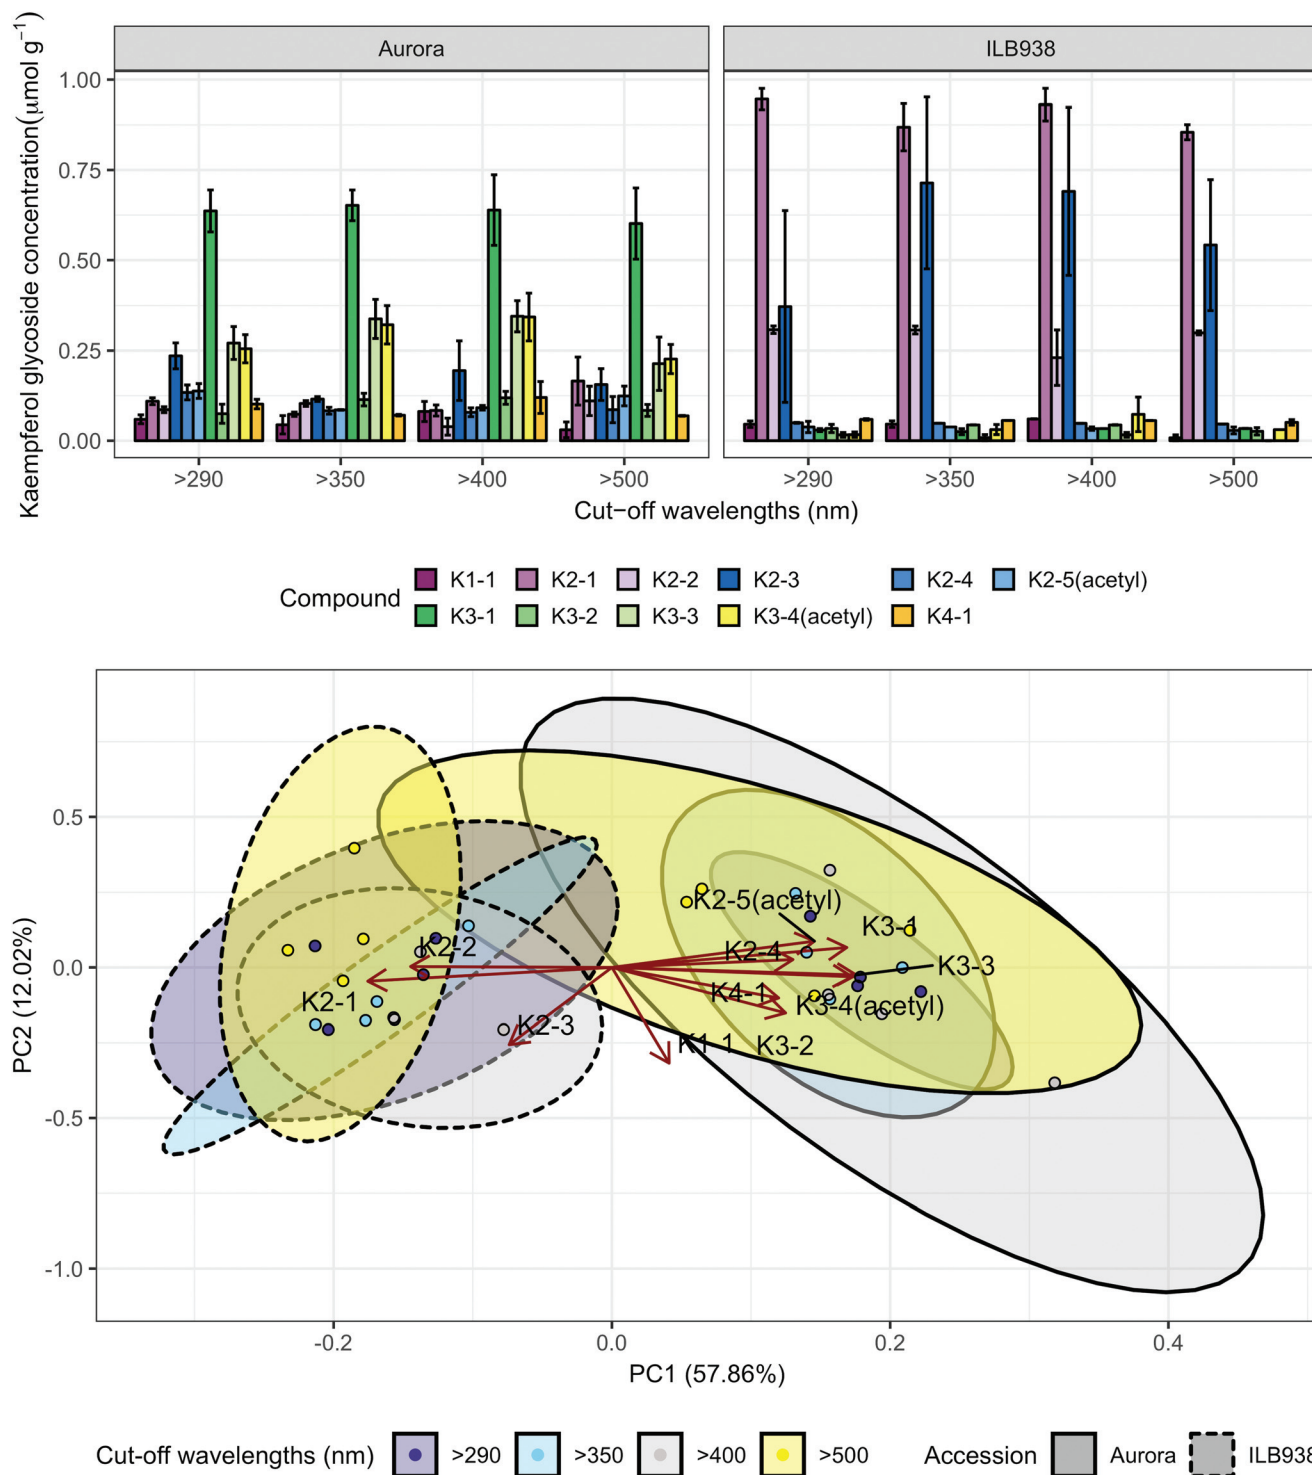 Aurora ILB938
Kaempferol glycoside concentration(μmol g⁻¹)
1.00
0.75
0.50
0.25
0.00
>290 >350 >400 >500 >290 >350 >400 >500
Cut−off wavelengths (nm)
Compound
K1-1 K2-1 K2-2 K2-3 K2-4 K2-5(acetyl)
K3-1 K3-2 K3-3 K3-4(acetyl) K4-1
PC2 (12.02%)
0.5
0.0
-0.5
-1.0
K2-5(acetyl)
K3-1
K2-2
K2-4
K3-3
K2-1
K4-1
K3-4(acetyl)
K2-3
K1-1
K3-2
-0.2 0.0 0.2 0.4
PC1 (57.86%)
Cut-off wavelengths (nm) >290 >350 >400 >500 Accession Aurora ILB938